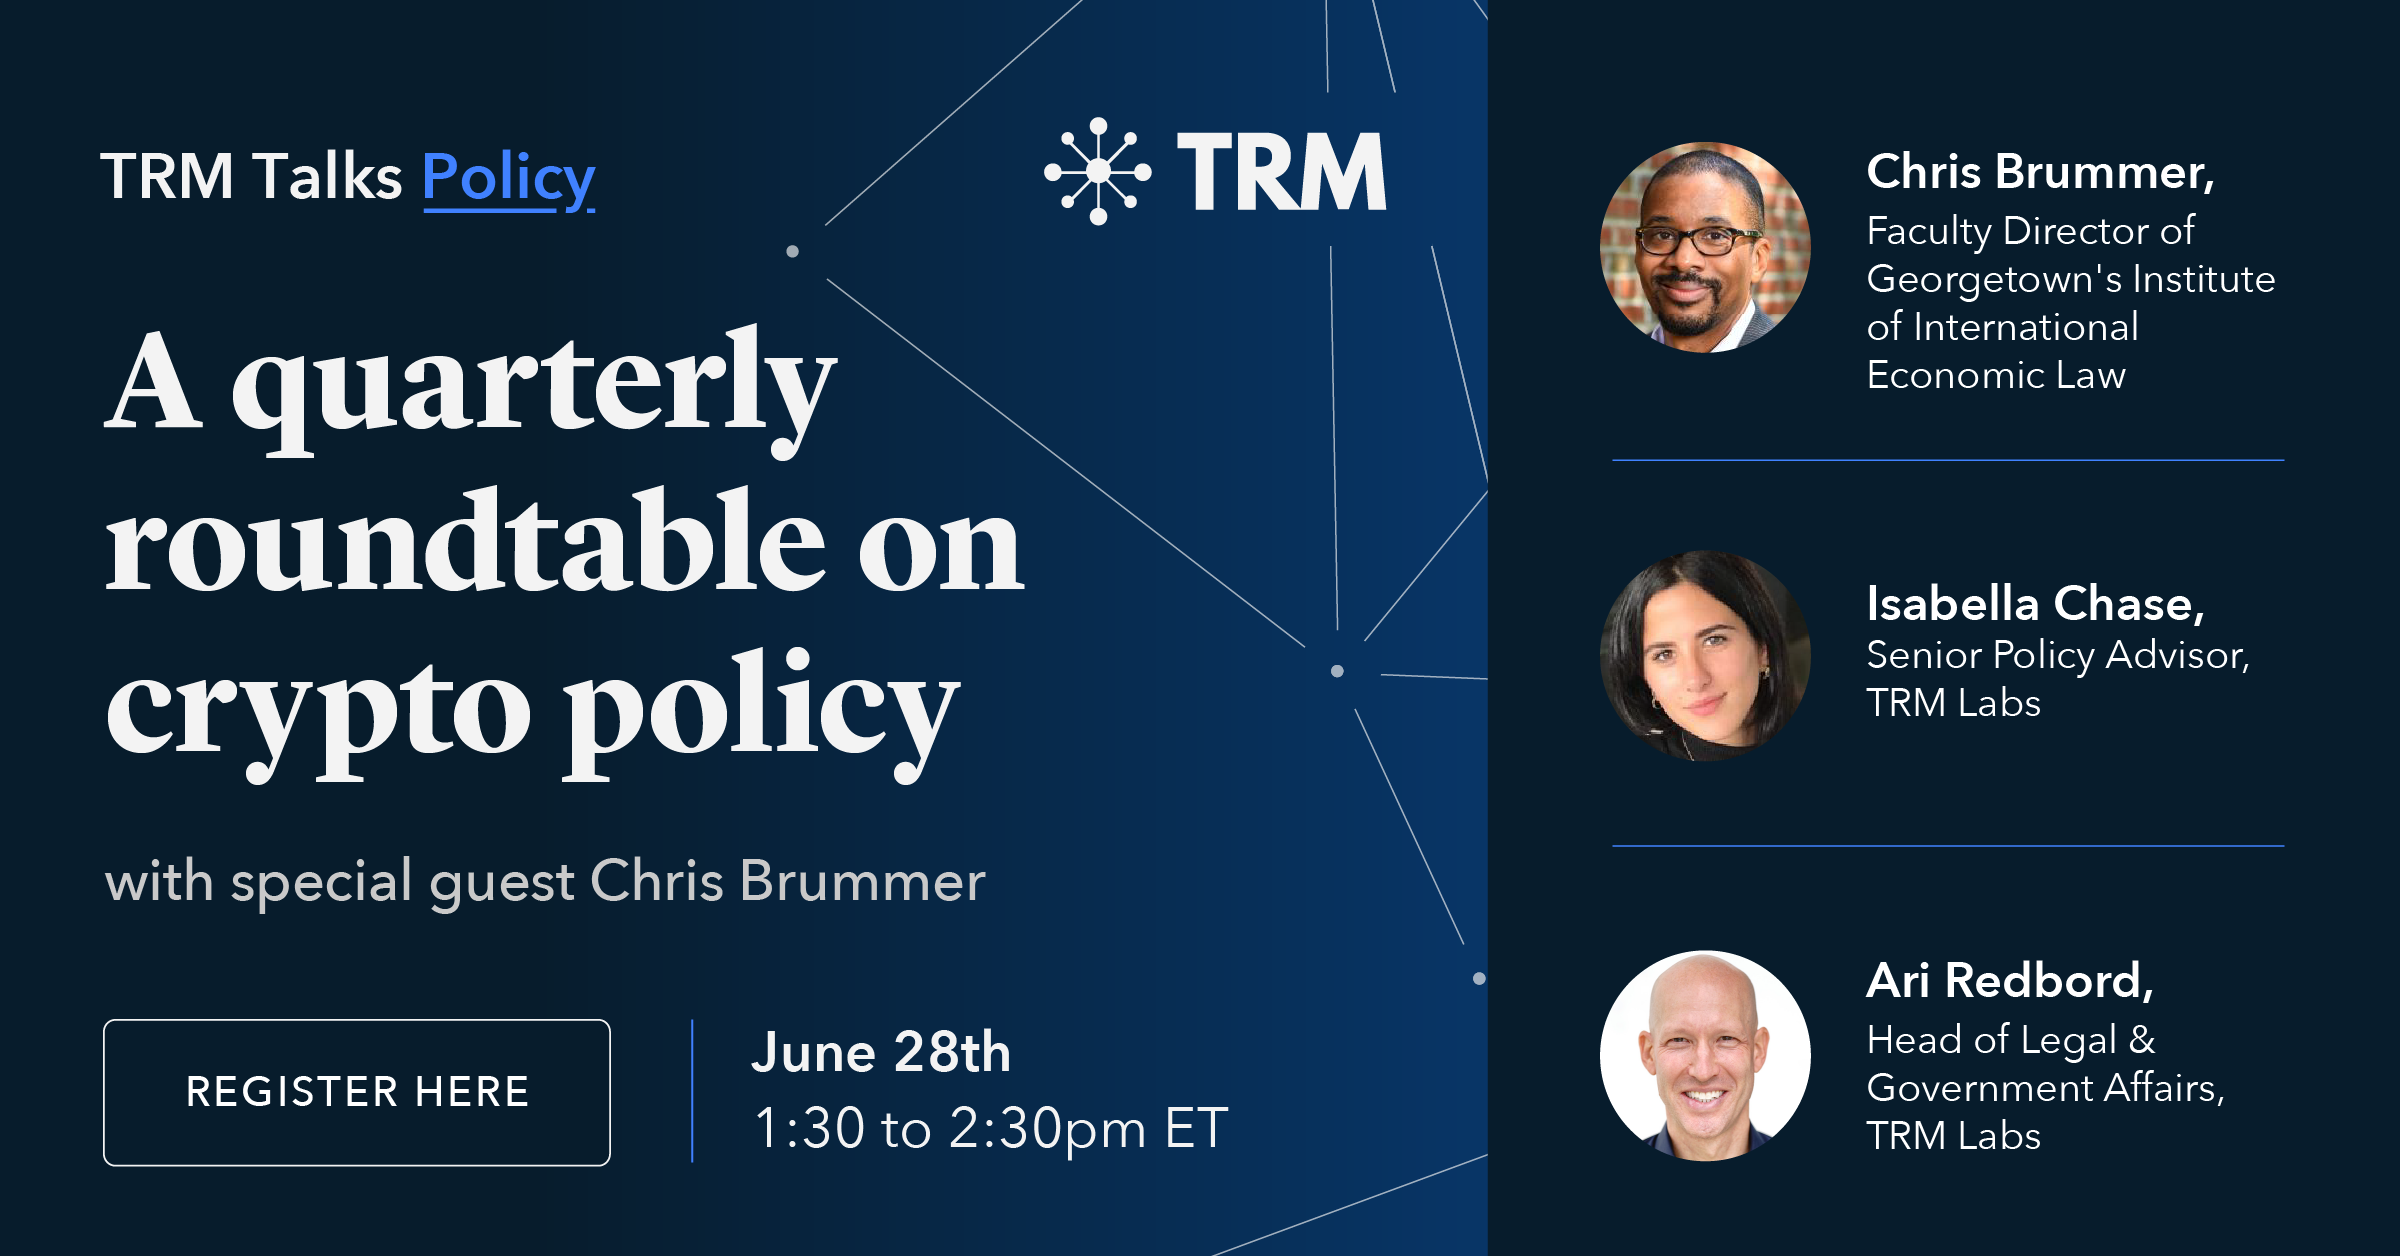 TRM Talks Policy
TRM
A quarterly
roundtable on
crypto policy
with special guest Chris Brummer
REGISTER HERE
June 28th
1:30 to 2:30pm ET
Chris Brummer,
Faculty Director of
Georgetown's Institute
of International
Economic Law
Isabella Chase,
Senior Policy Advisor,
TRM Labs
Ari Redbord,
Head of Legal &
Government Affairs,
TRM Labs